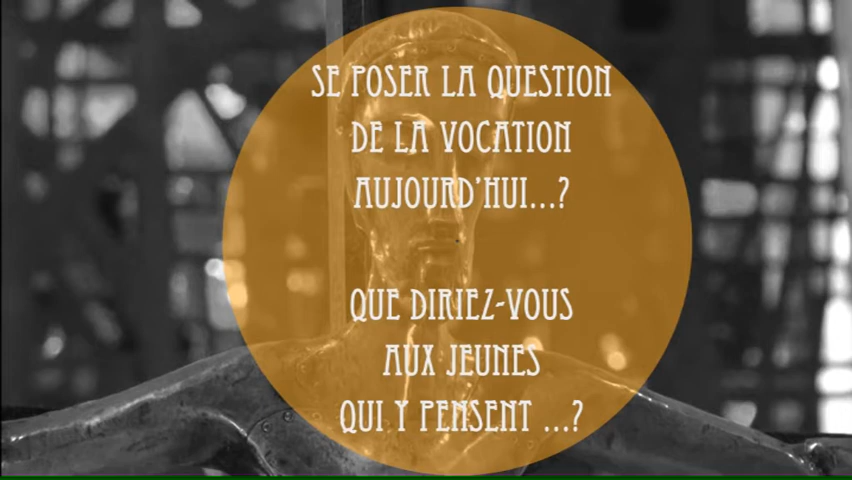 SE POSER LA QUESTION
DE LA VOCATION
AUJOURD'HUI...?
QUE DIRIEZ-VOUS
AUX JEUNES
QUI Y PENSENT ...?